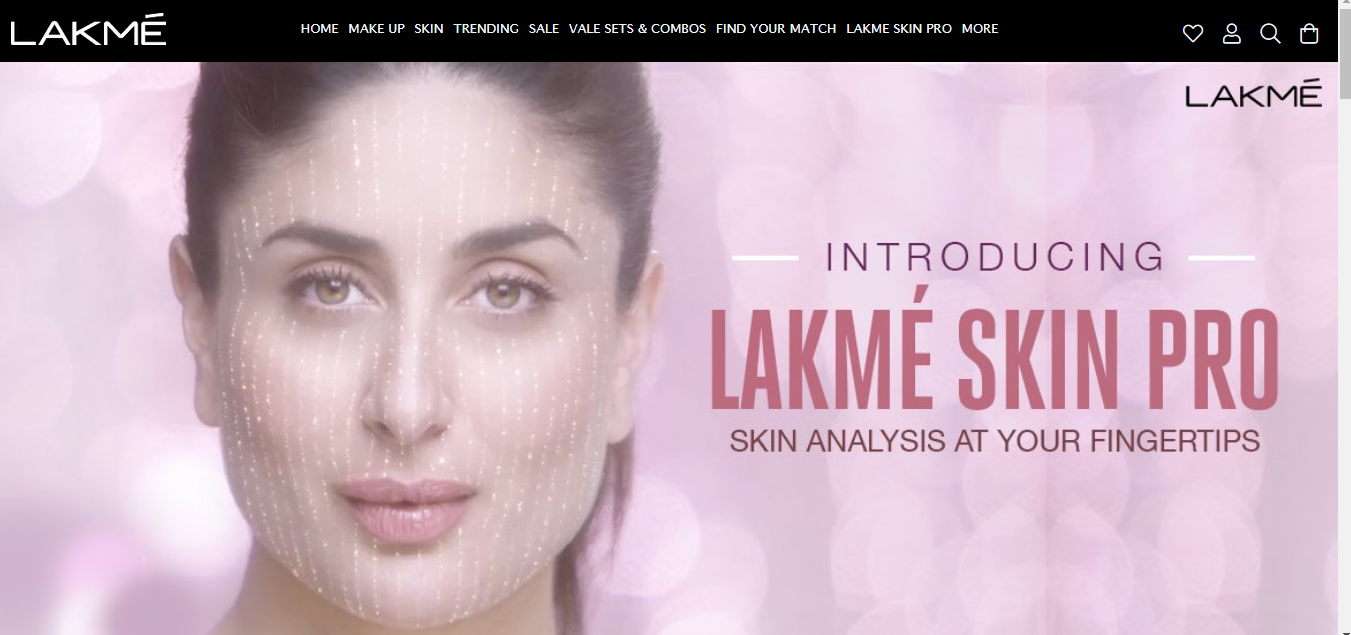 LAKMÉ
HOME MAKE UP SKIN TRENDING SALE VALE SETS & COMBOS FIND YOUR MATCH LAKME SKIN PRO MORE
LAKMÉ
INTRODUCING
LAKMÉ SKIN PRO
SKIN ANALYSIS AT YOUR FINGERTIPS